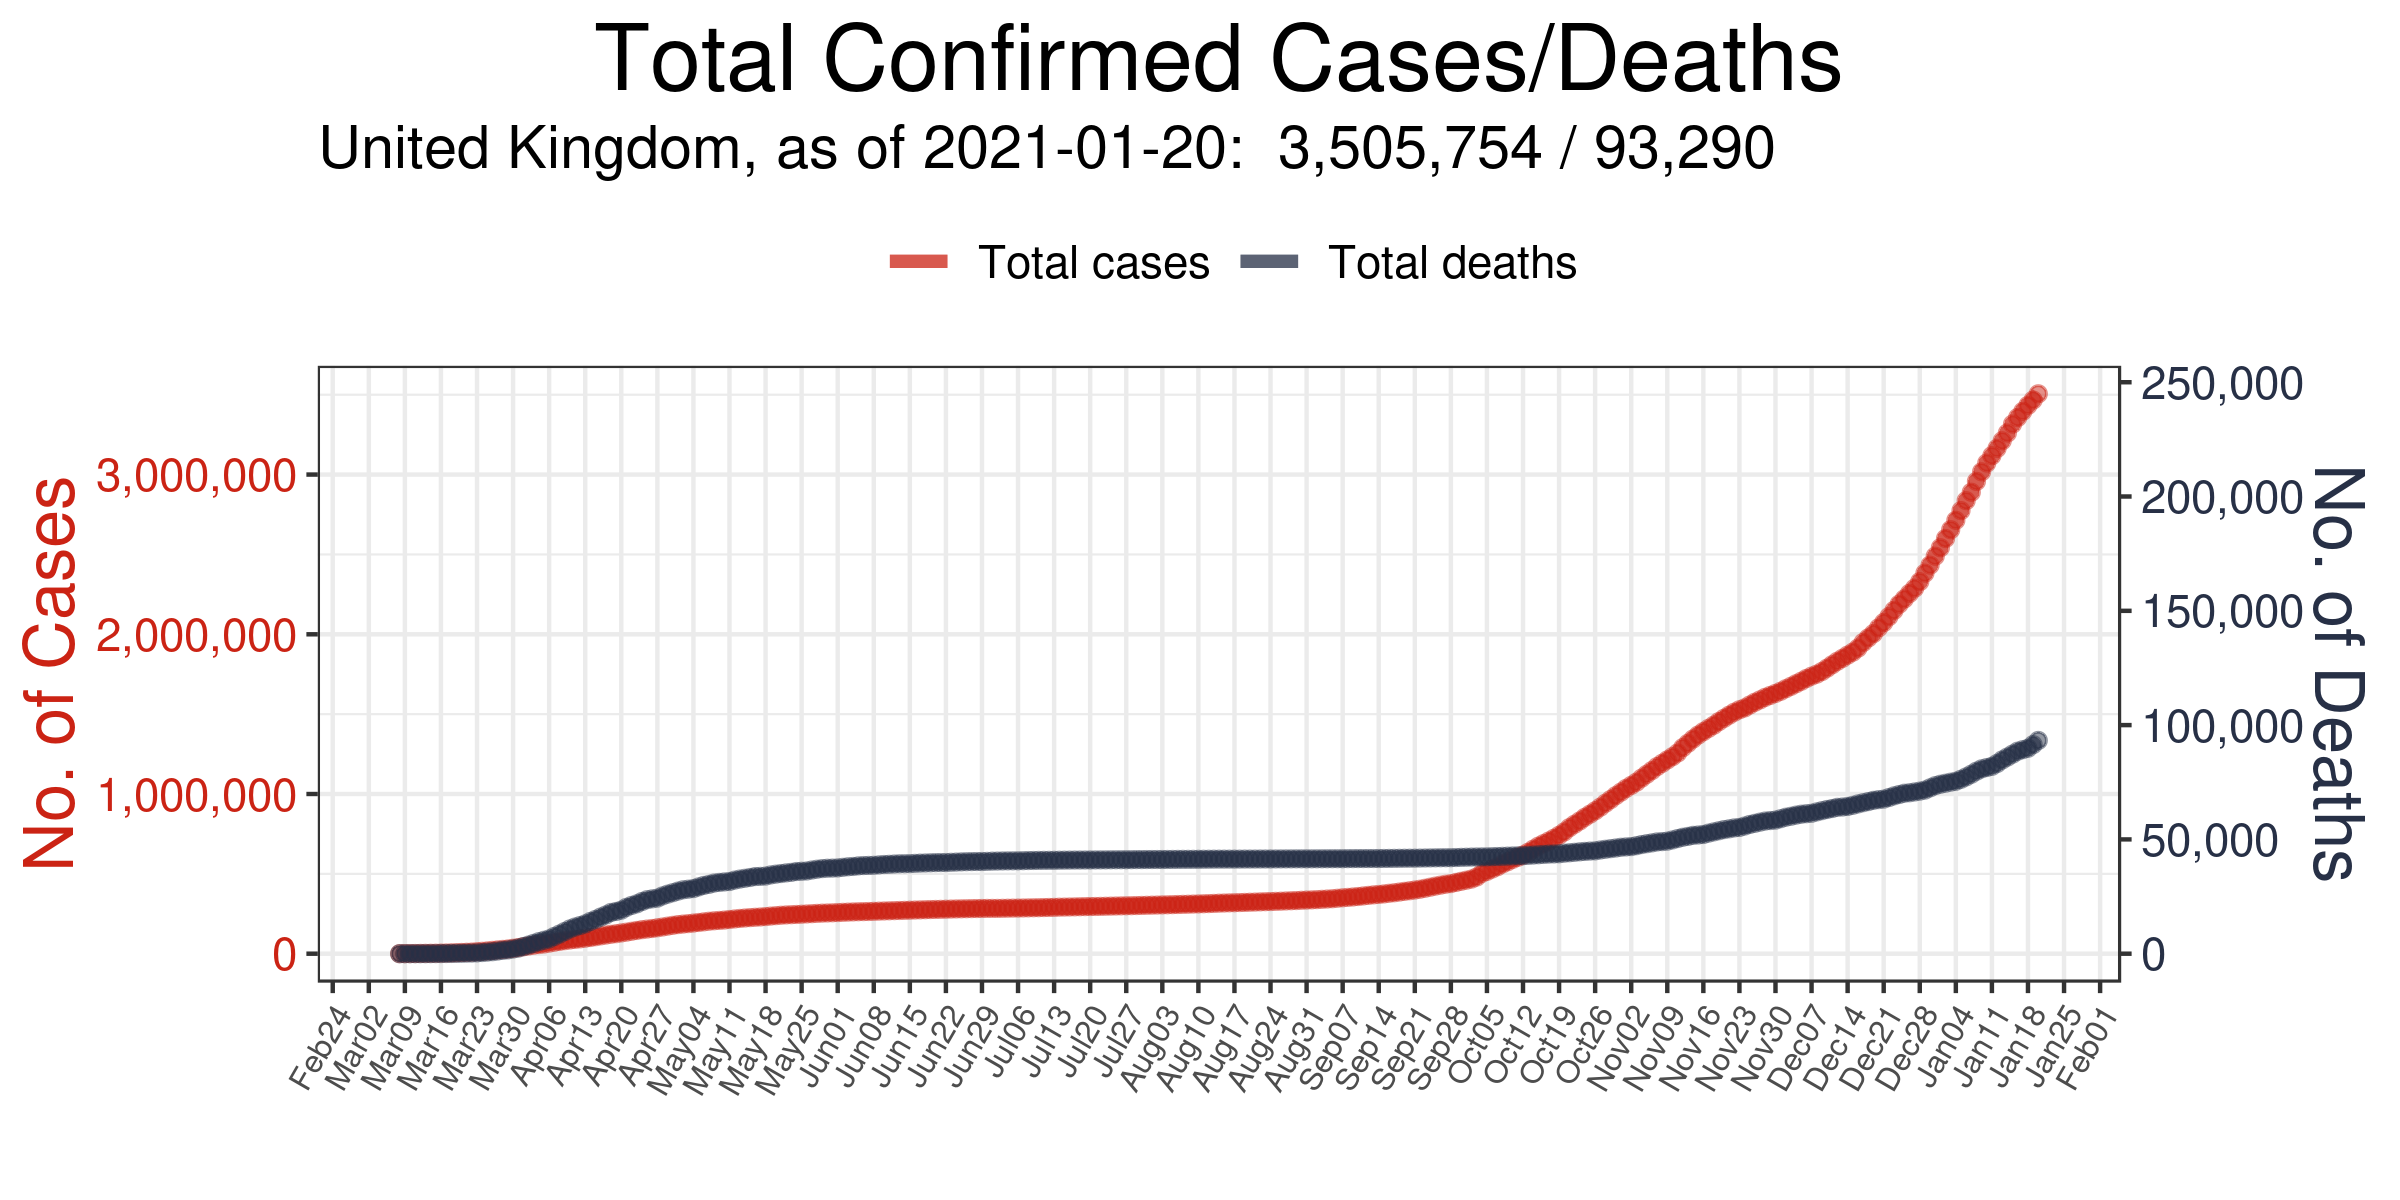 Total Confirmed Cases/Deaths
United Kingdom, as of 2021-01-20:  3,505,754 / 93,290
Total cases Total deaths
No. of Cases
3,000,000
2,000,000
1,000,000
0
250,000
200,000
150,000
100,000
50,000
0
No. of Deaths
Feb24 Mar02 Mar09 Mar16 Mar23 Mar30 Apr06 Apr13 Apr20 Apr27 May04 May11 May18 May25 Jun01 Jun08 Jun15 Jun22 Jun29 Jul06 Jul13 Jul20 Jul27 Aug03 Aug10 Aug17 Aug24 Aug31 Sep07 Sep14 Sep21 Sep28 Oct05 Oct12 Oct19 Oct26 Nov02 Nov09 Nov16 Nov23 Nov30 Dec07 Dec14 Dec21 Dec28 Jan04 Jan11 Jan18 Jan25 Feb01